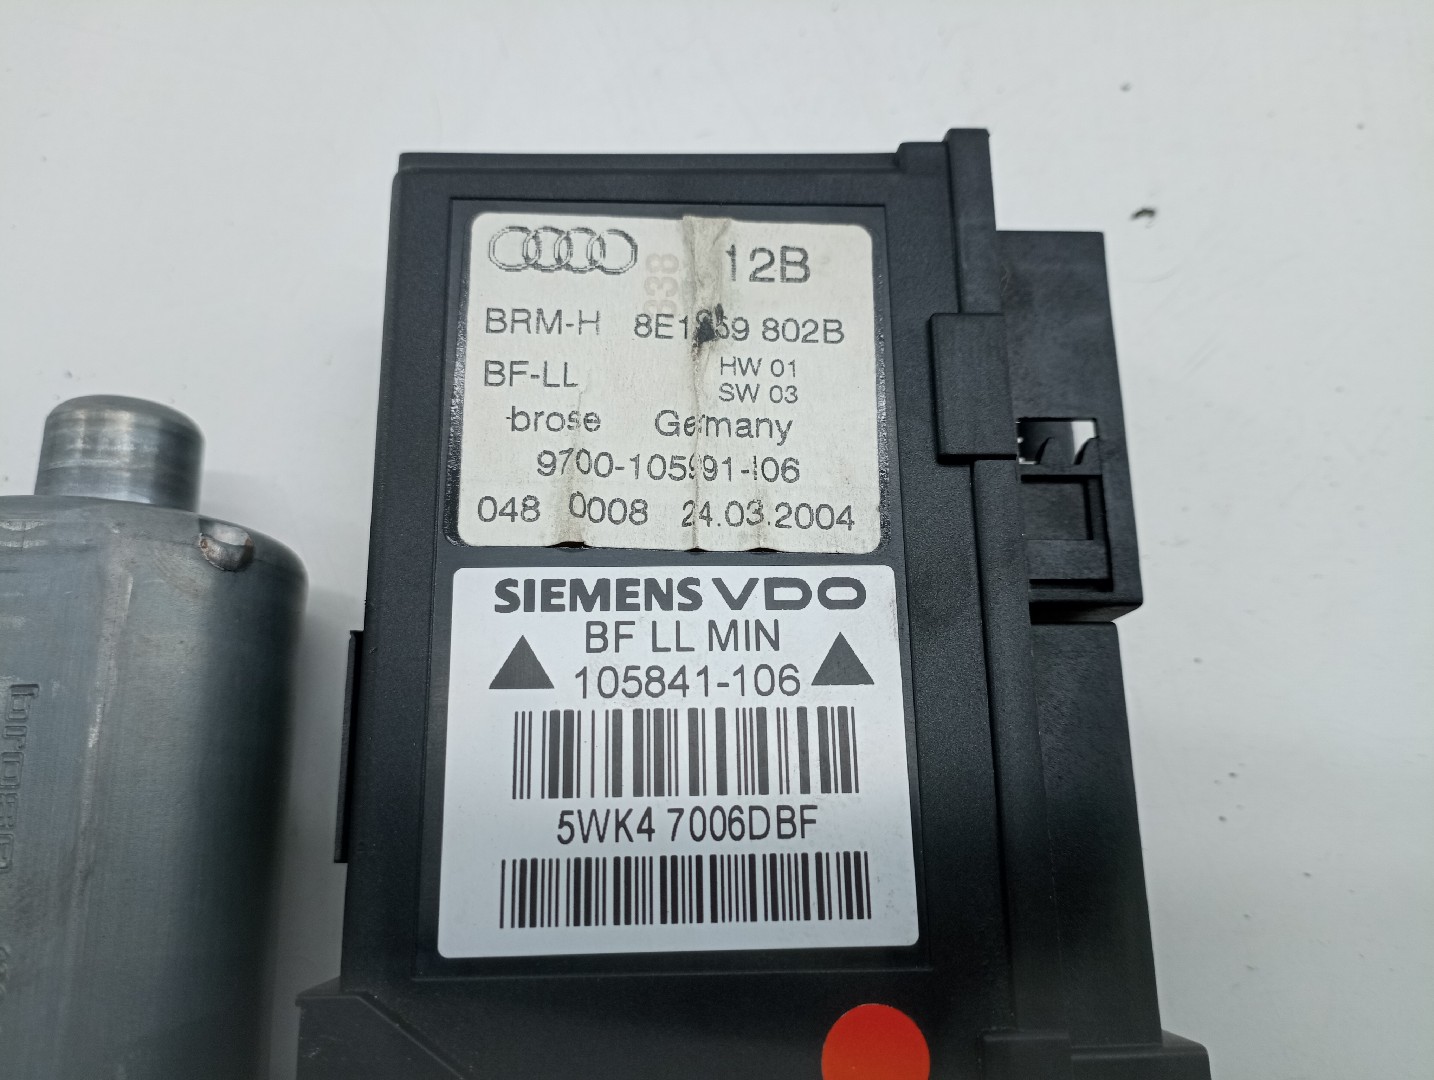 12B
338
BRM-H 8E1959 802B
BF-LL HW 01
SW 03
brose Germany
9700-105991-106
048 0008 24.03.2004
SIEMENS VDO
BF LL MIN
105841-106
5WK4 7006DBF